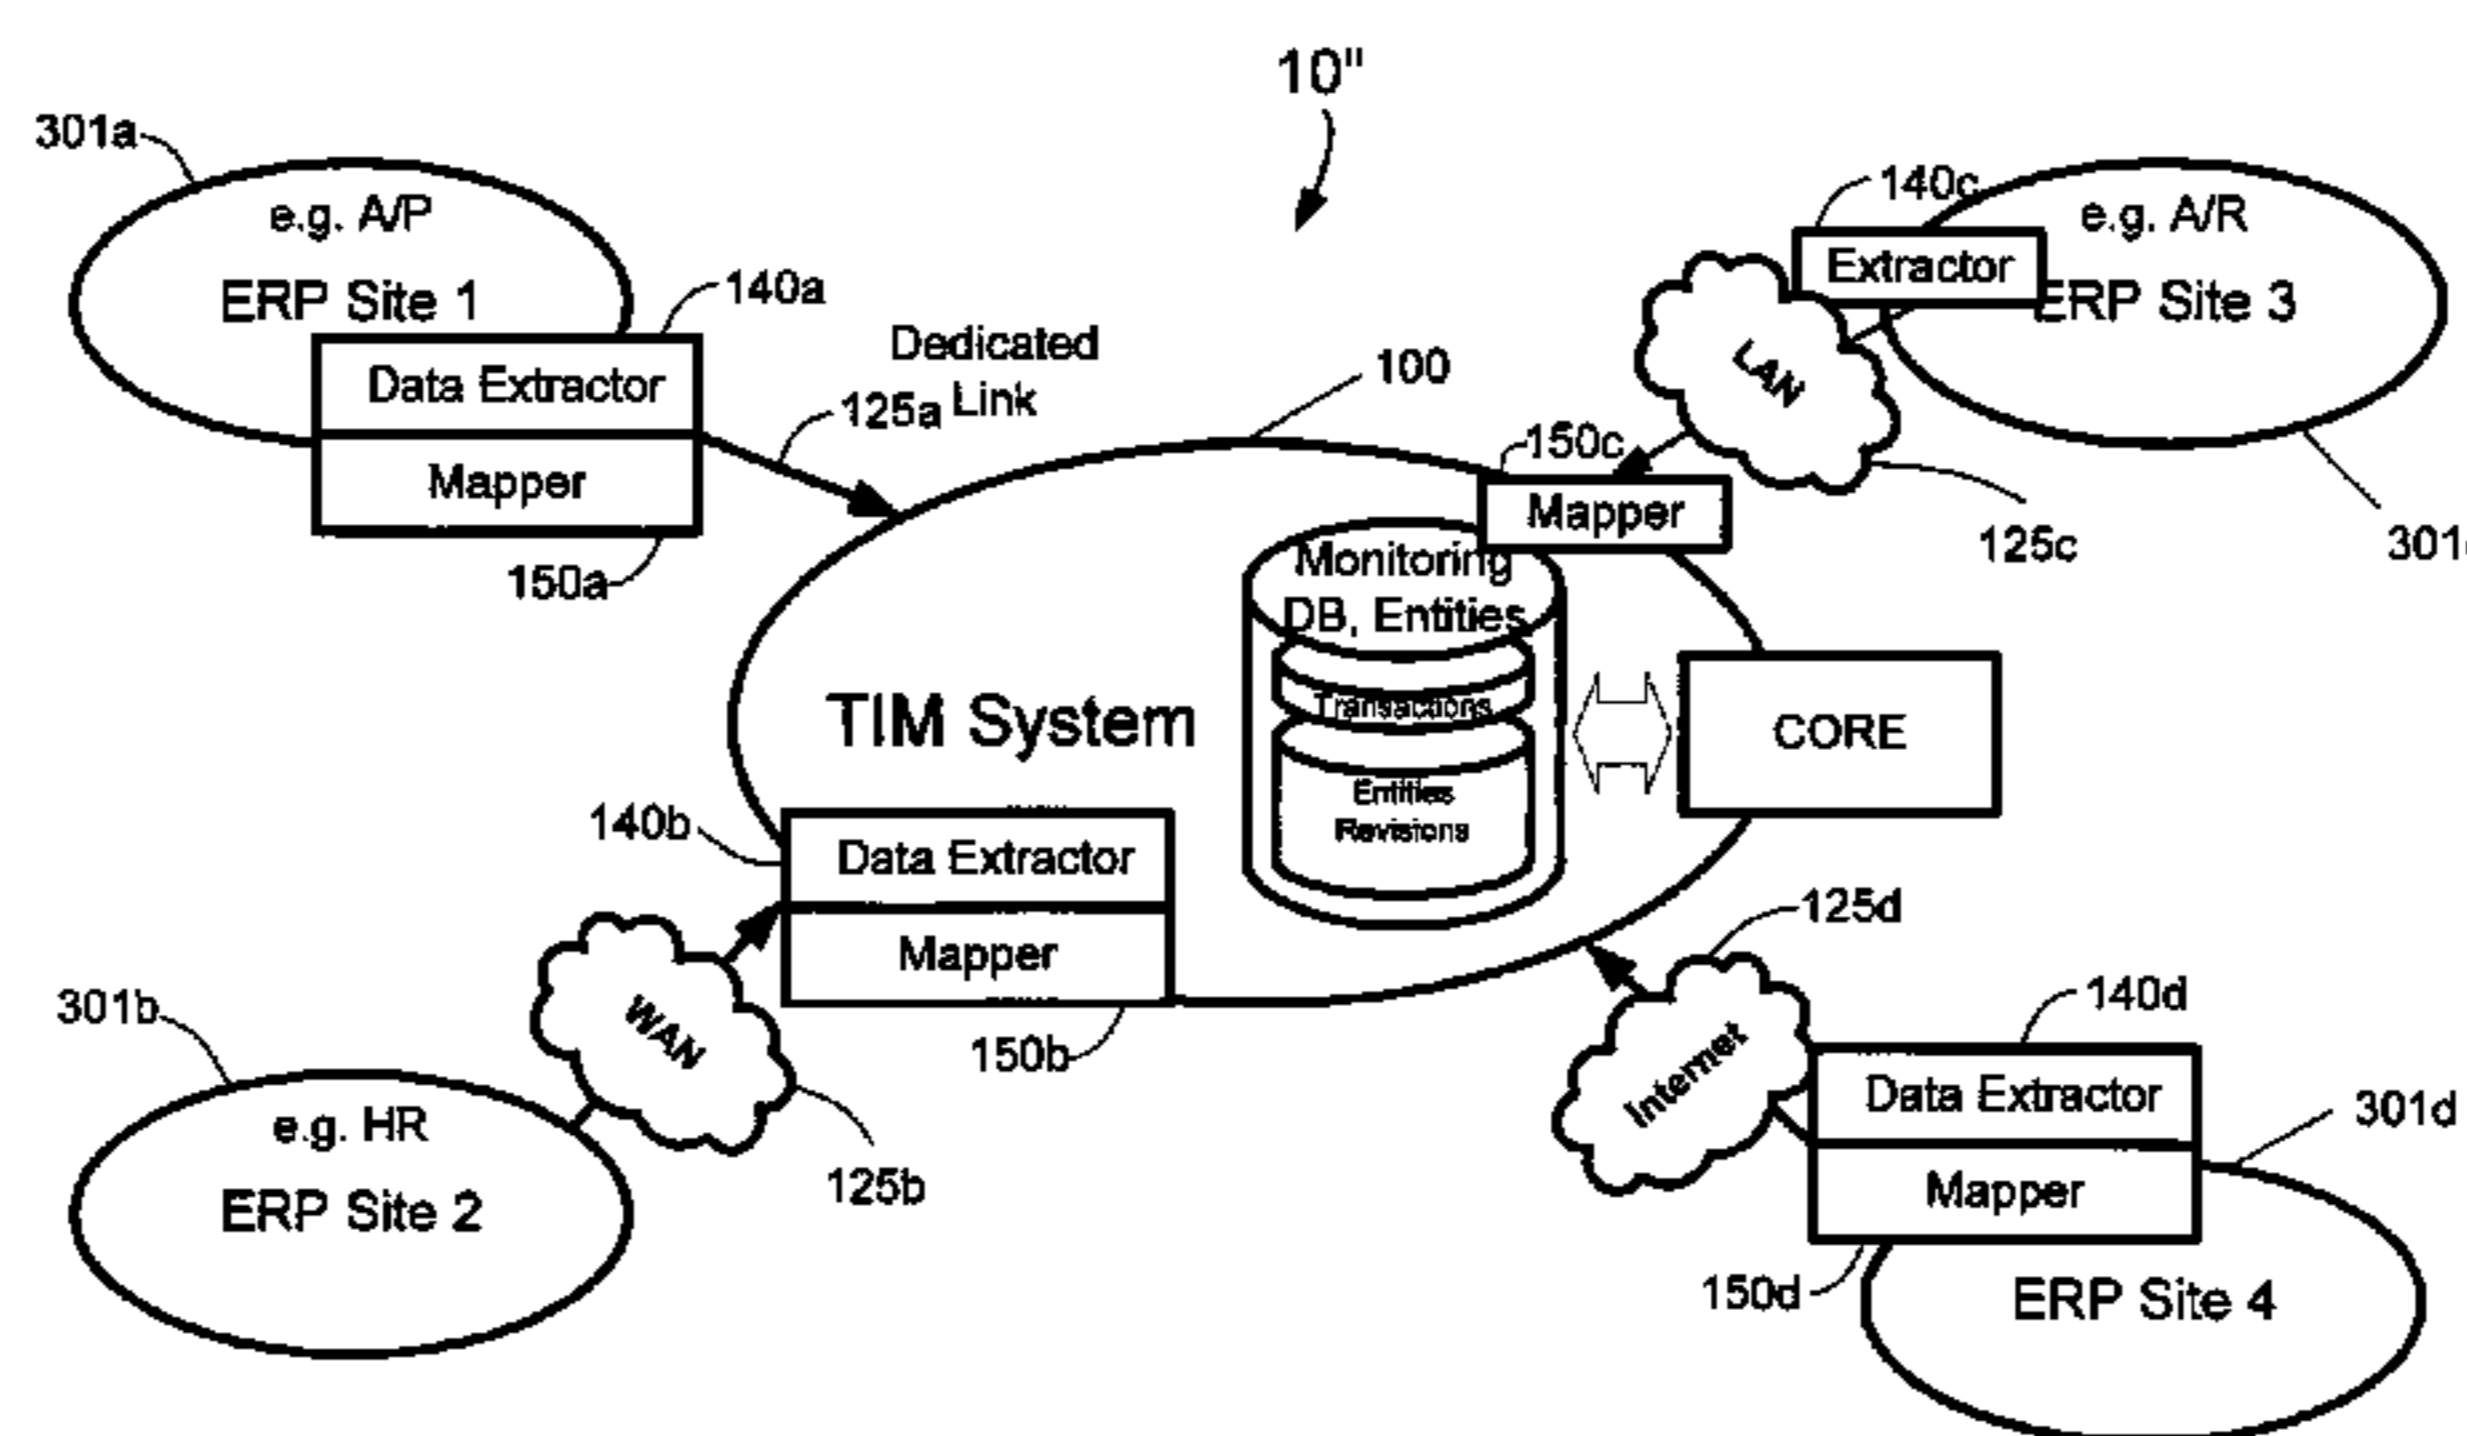 10"
301a
e.g. A/P
ERP Site 1
140a
Data Extractor
Mapper
150a
Dedicated
Link
125a
100
140c
e.g. A/R
Extractor
ERP Site 3
LAN
150c
Mapper
125c
Monitoring
DB, Entities
Transactions
Entities
Revisions
TIM System
CORE
140b
Data Extractor
Mapper
150b
WAN
125b
301b
e.g. HR
ERP Site 2
125d
Internet
140d
Data Extractor
Mapper
301d
150d
ERP Site 4